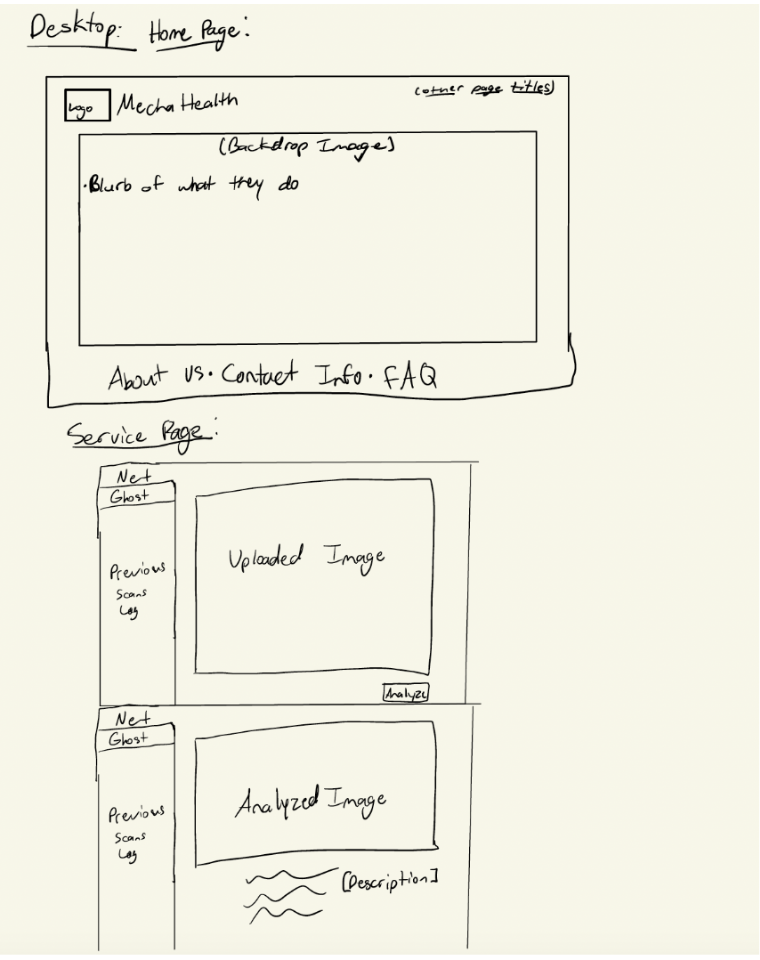 Desktop: Home Page:
Logo Mecha Health (other page titles)
(Backdrop Image)
·Blurb of what they do
About Us· Contact Info· FAQ
Service Page:
Net
Ghost
Uploaded Image
Previous
Scans
Log
Analyze
Net
Ghost
Analyzed Image
Previous
Scans
Log
[Description]